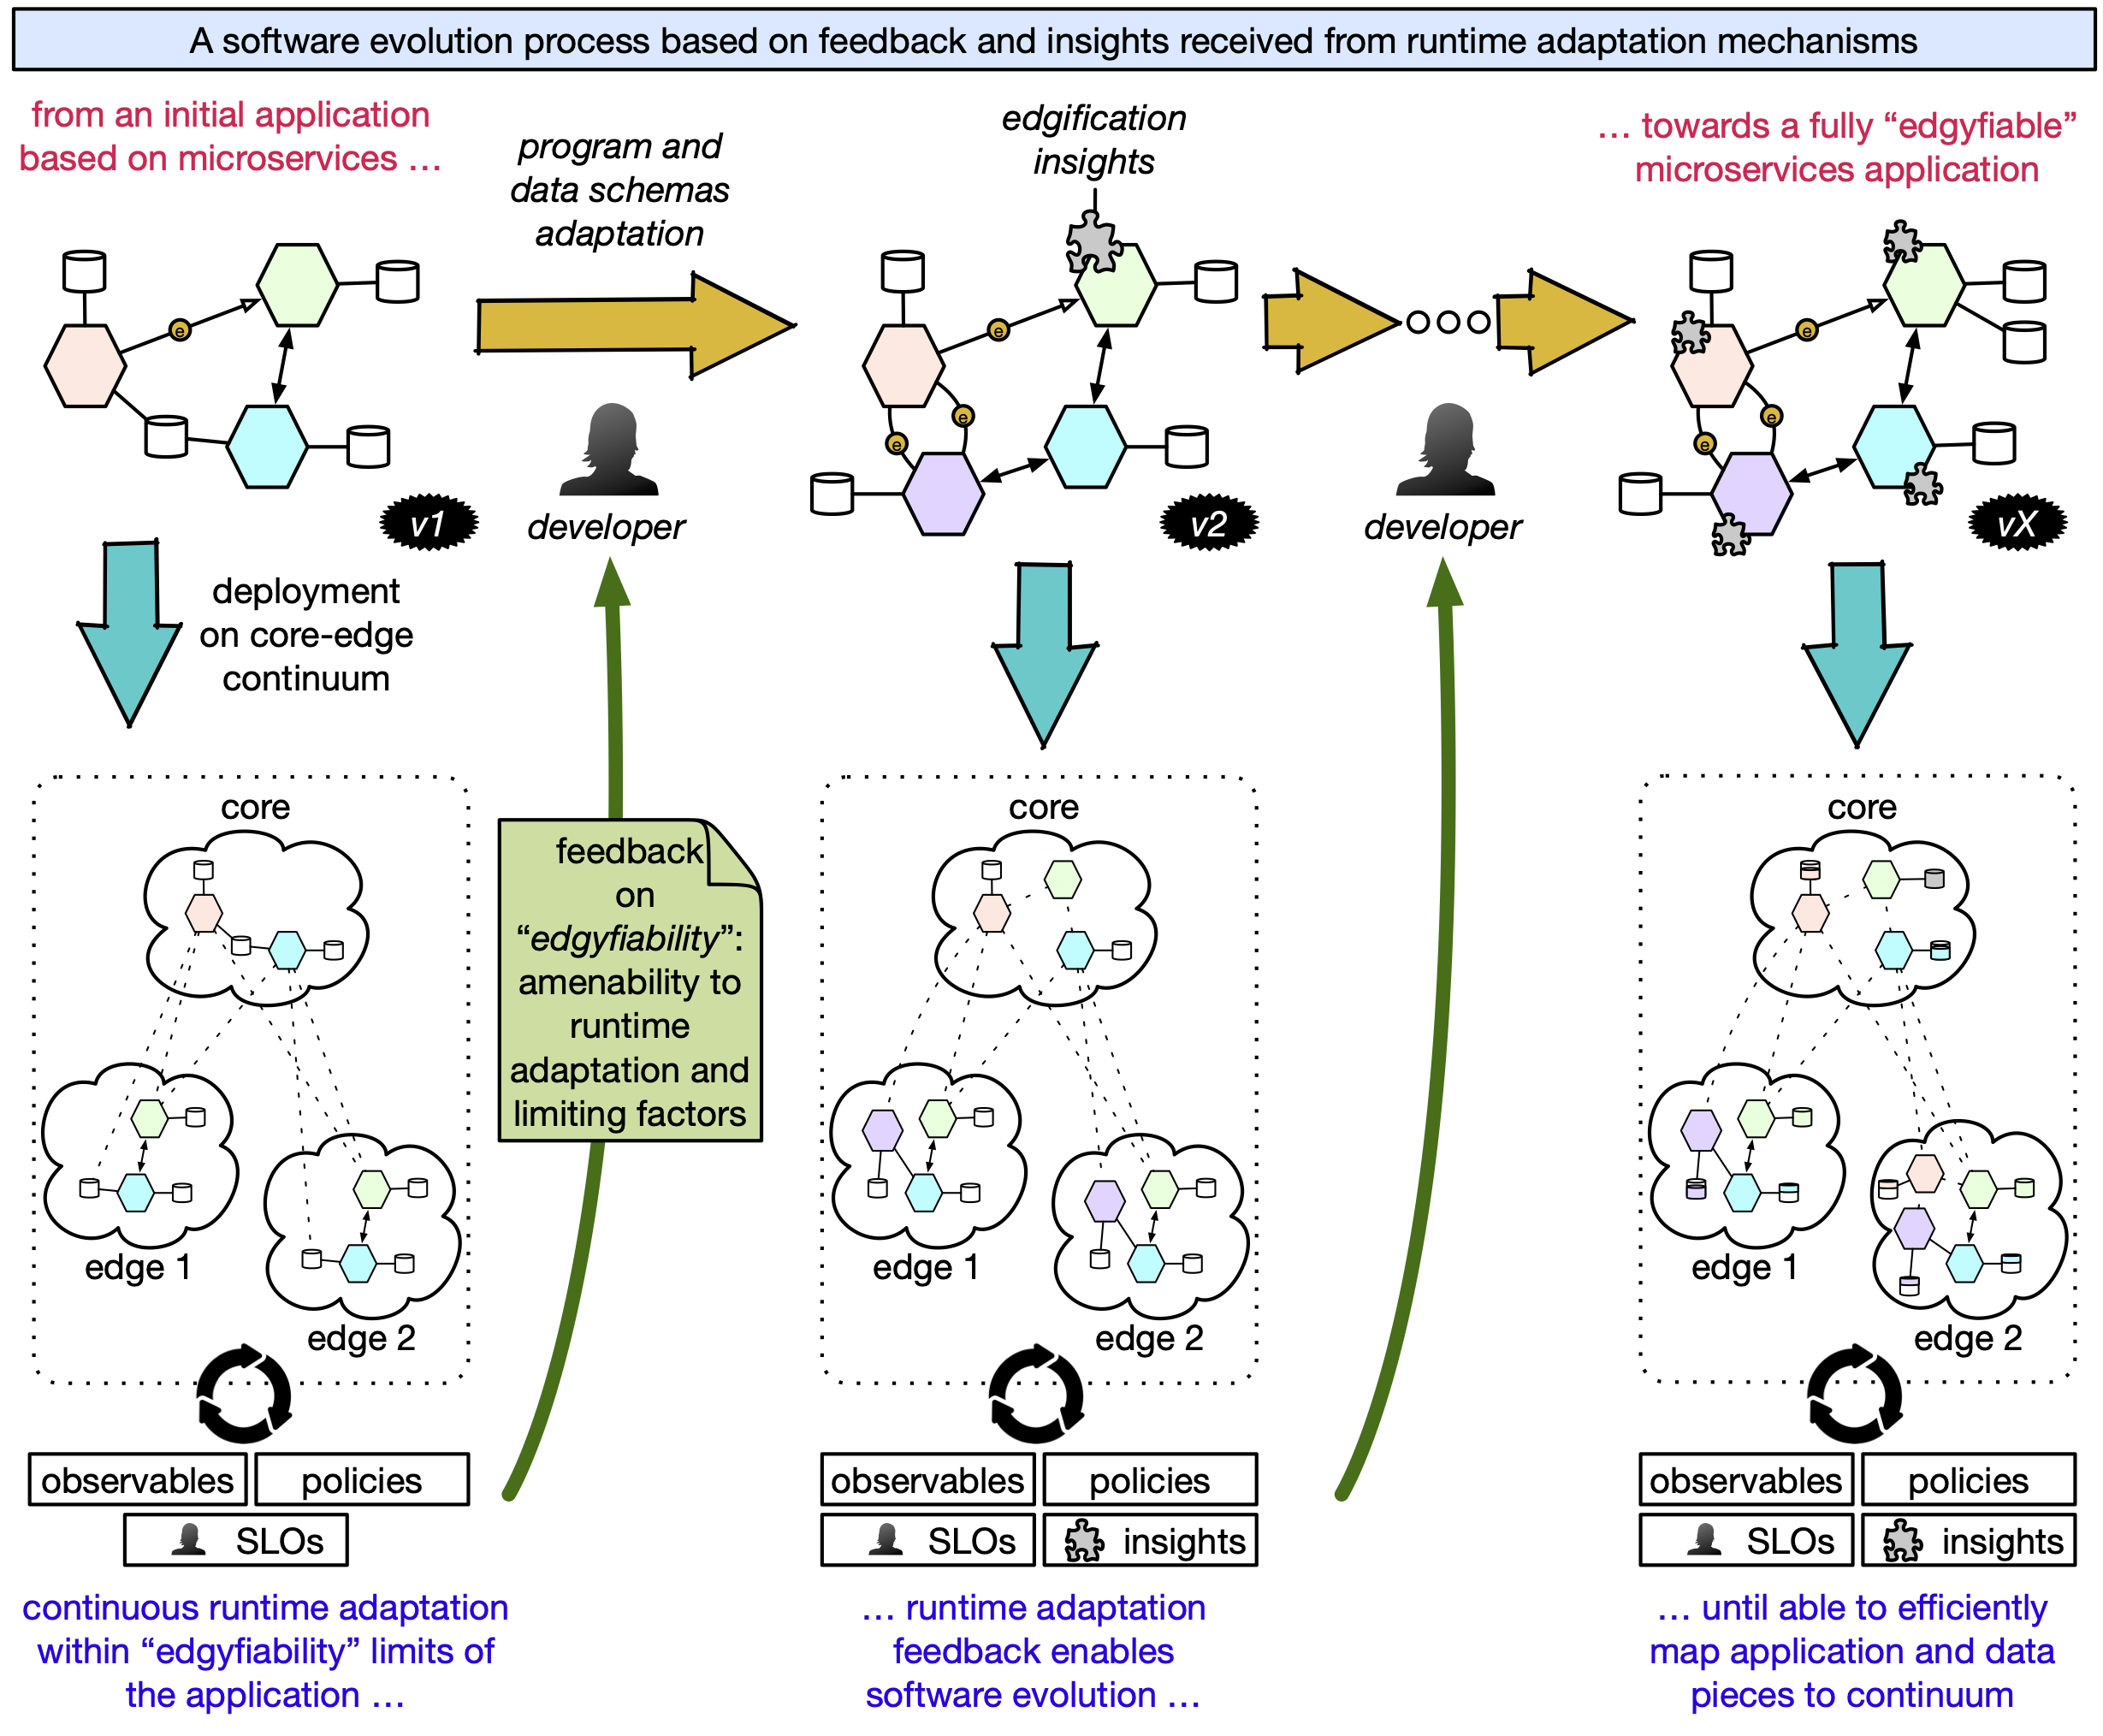 A software evolution process based on feedback and insights received from runtime adaptation mechanisms
from an initial application
based on microservices …
program and
data schemas
adaptation
edgification
insights
… towards a fully “edgyfiable”
microservices application
e
e
e
e
e
e
e
v1
developer
v2
developer
vX
deployment
on core-edge
continuum
core
edge 1
edge 2
feedback
on
“edgyfiability”:
amenability to
runtime
adaptation and
limiting factors
core
edge 1
edge 2
core
edge 1
edge 2
observables
policies
SLOs
observables
policies
SLOs
insights
observables
policies
SLOs
insights
continuous runtime adaptation
within “edgyfiability” limits of
the application …
… runtime adaptation
feedback enables
software evolution …
… until able to efficiently
map application and data
pieces to continuum